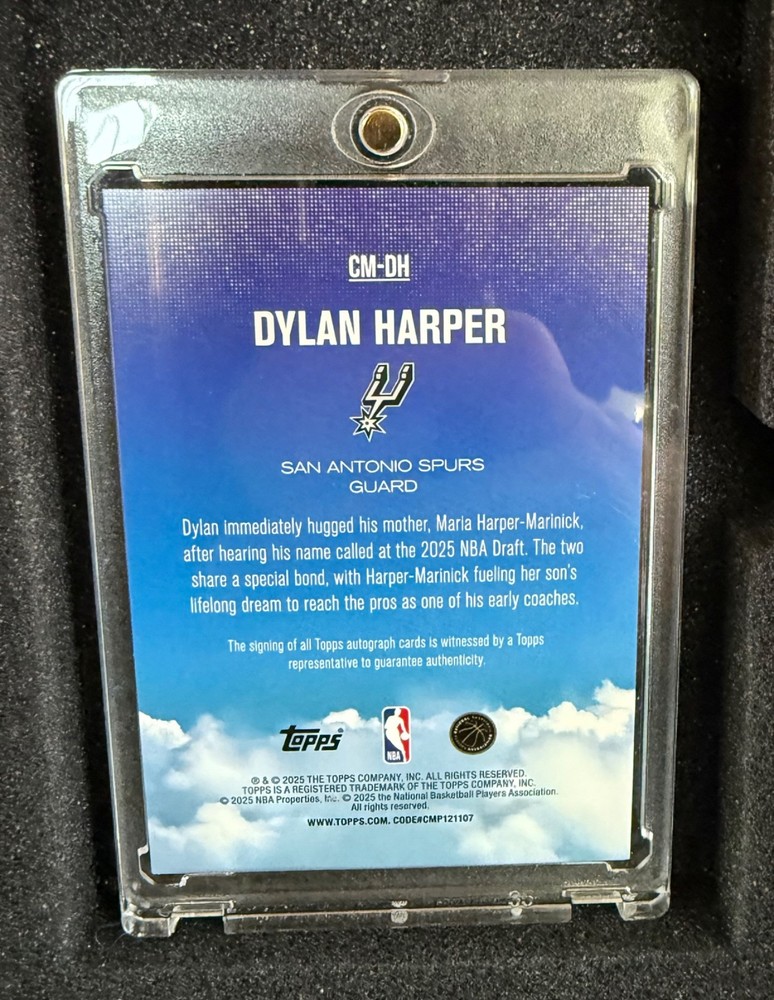 CM-DH
DYLAN HARPER
SAN ANTONIO SPURS
GUARD
Dylan immediately hugged his mother, Maria Harper-Marinick,
after hearing his name called at the 2025 NBA Draft. The two
share a special bond, with Harper-Marinick fueling her son's
lifelong dream to reach the pros as one of his early coaches.
The signing of all Topps autograph cards is witnessed by a Topps
representative to guarantee authenticity.
topps
NBA
® & © 2025 THE TOPPS COMPANY, INC. ALL RIGHTS RESERVED.
TOPPS IS A REGISTERED TRADEMARK OF THE TOPPS COMPANY, INC.
© 2025 NBA Properties, Inc. © 2025 the National Basketball Players Association.
All rights reserved.
WWW.TOPPS.COM. CODE#CMP121107